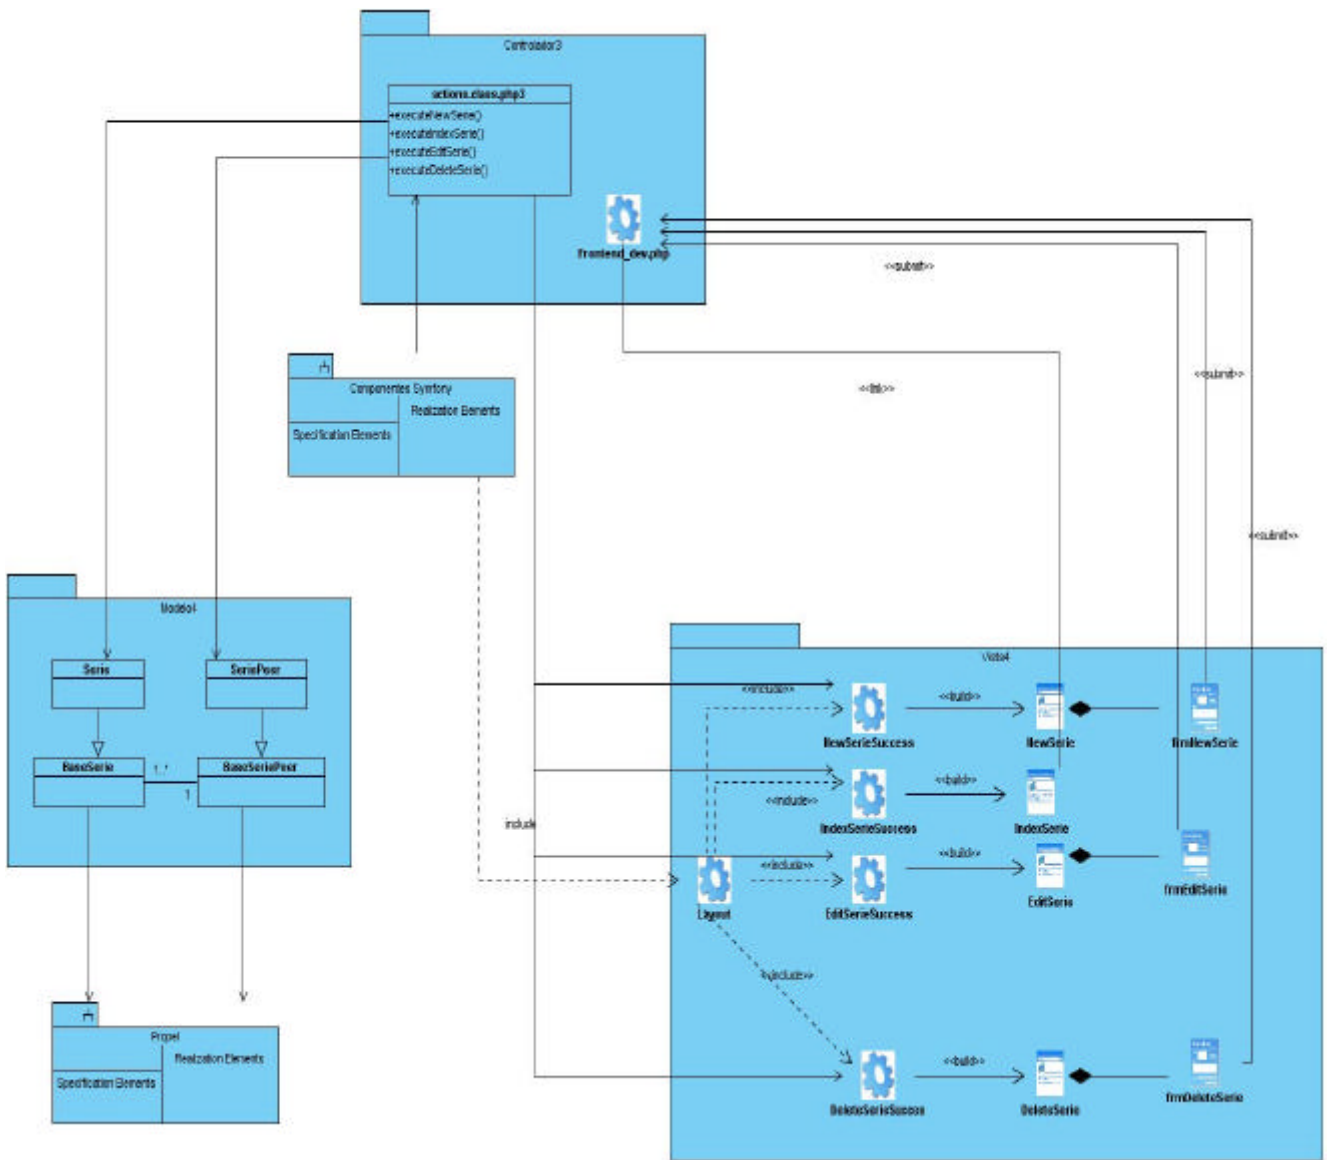 Controlador3
actions.class.php3
+executeNewSerie()
+executeIndexSerie()
+executeEditSerie()
+executeDeleteSerie()
Frontend_dev.php
<<submit>>
Componentes Symfony
Realization Elements
Specification Elements
<<link>>
<<submit>>
<<submit>>
Modelo4
Serie
SeriePeer
BaseSerie
1..*
1
BaseSeriePeer
Propel
Realization Elements
Specification Elements
include
Vista4
<<include>>
<<build>>
NewSerieSuccess
NewSerie
frmNewSerie
<<include>>
<<build>>
IndexSerieSuccess
IndexSerie
<<include>>
<<build>>
Layout
EditSerieSuccess
EditSerie
frmEditSerie
<<include>>
<<build>>
DeleteSerieSucces
DeleteSerie
frmDeleteSerie